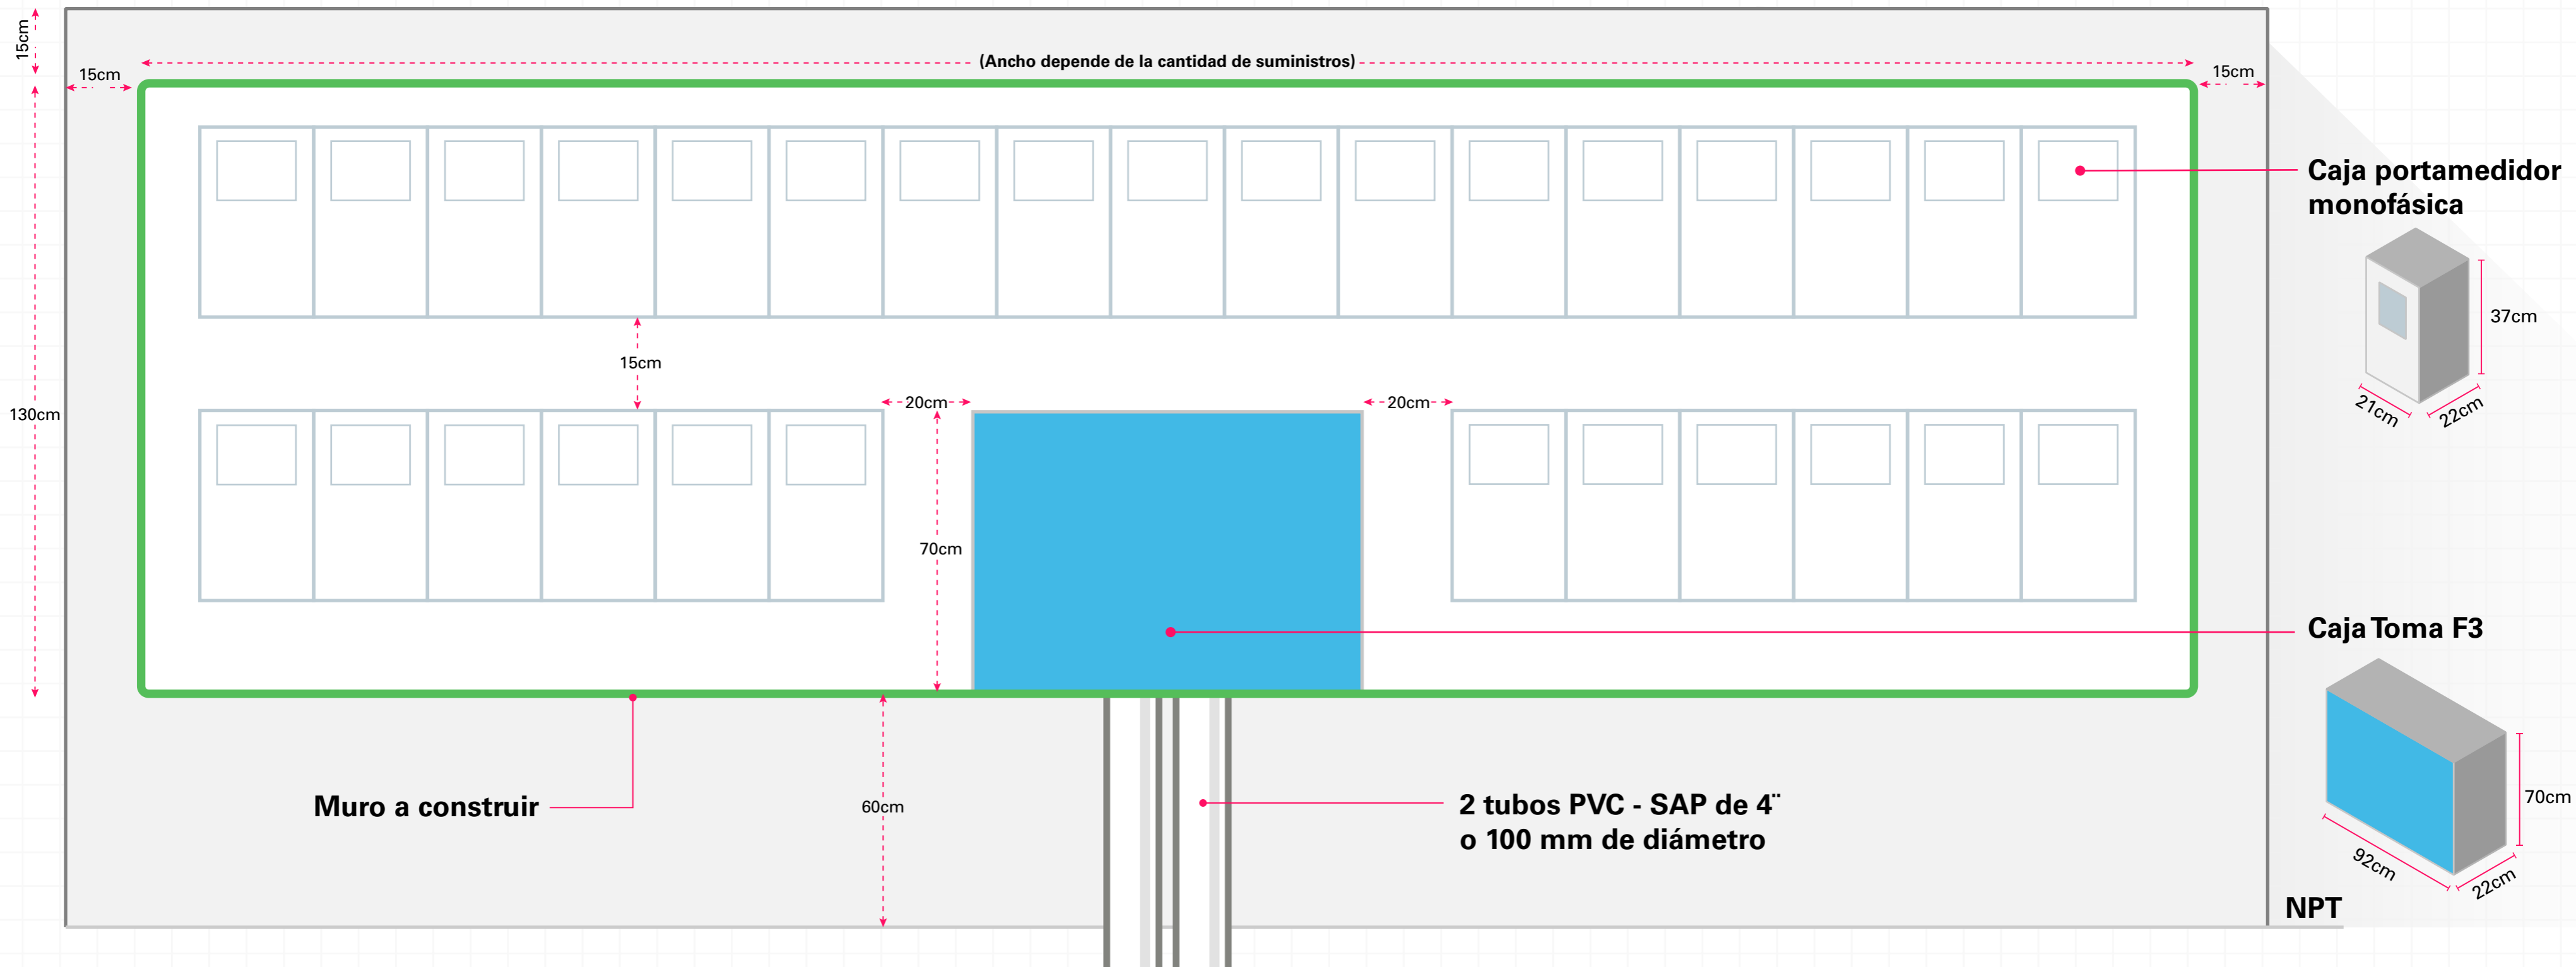 15cm
(Ancho depende de la cantidad de suministros)
15cm
15cm
Caja portamedidor
monofásica
37cm
21cm
22cm
15cm
130cm
20cm
20cm
70cm
Caja Toma F3
70cm
92cm
22cm
Muro a construir
60cm
2 tubos PVC - SAP de 4¨
o 100 mm de diámetro
NPT